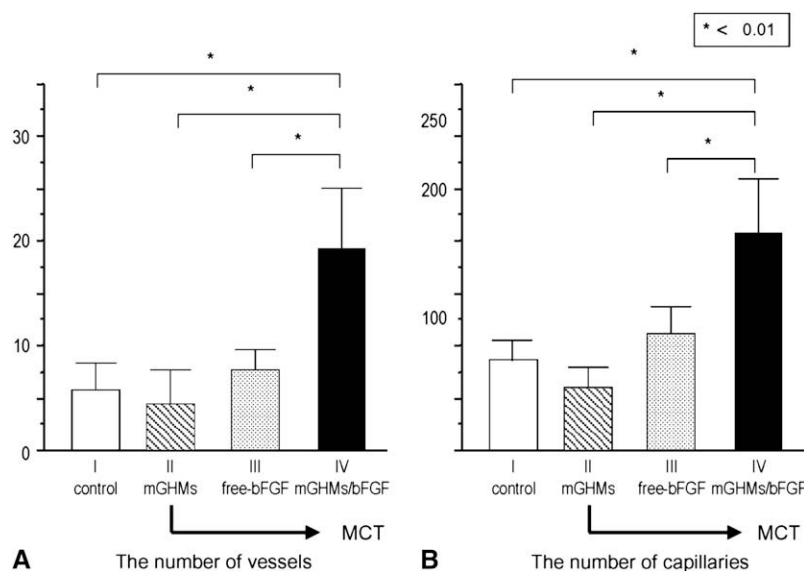 * < 0.01
*
*
*
30
20
10
0
I II III IV
control mGHMs free-bFGF mGHMs/bFGF
MCT
A The number of vessels
*
*
*
250
200
100
0
I II III IV
control mGHMs free-bFGF mGHMs/bFGF
MCT
B The number of capillaries